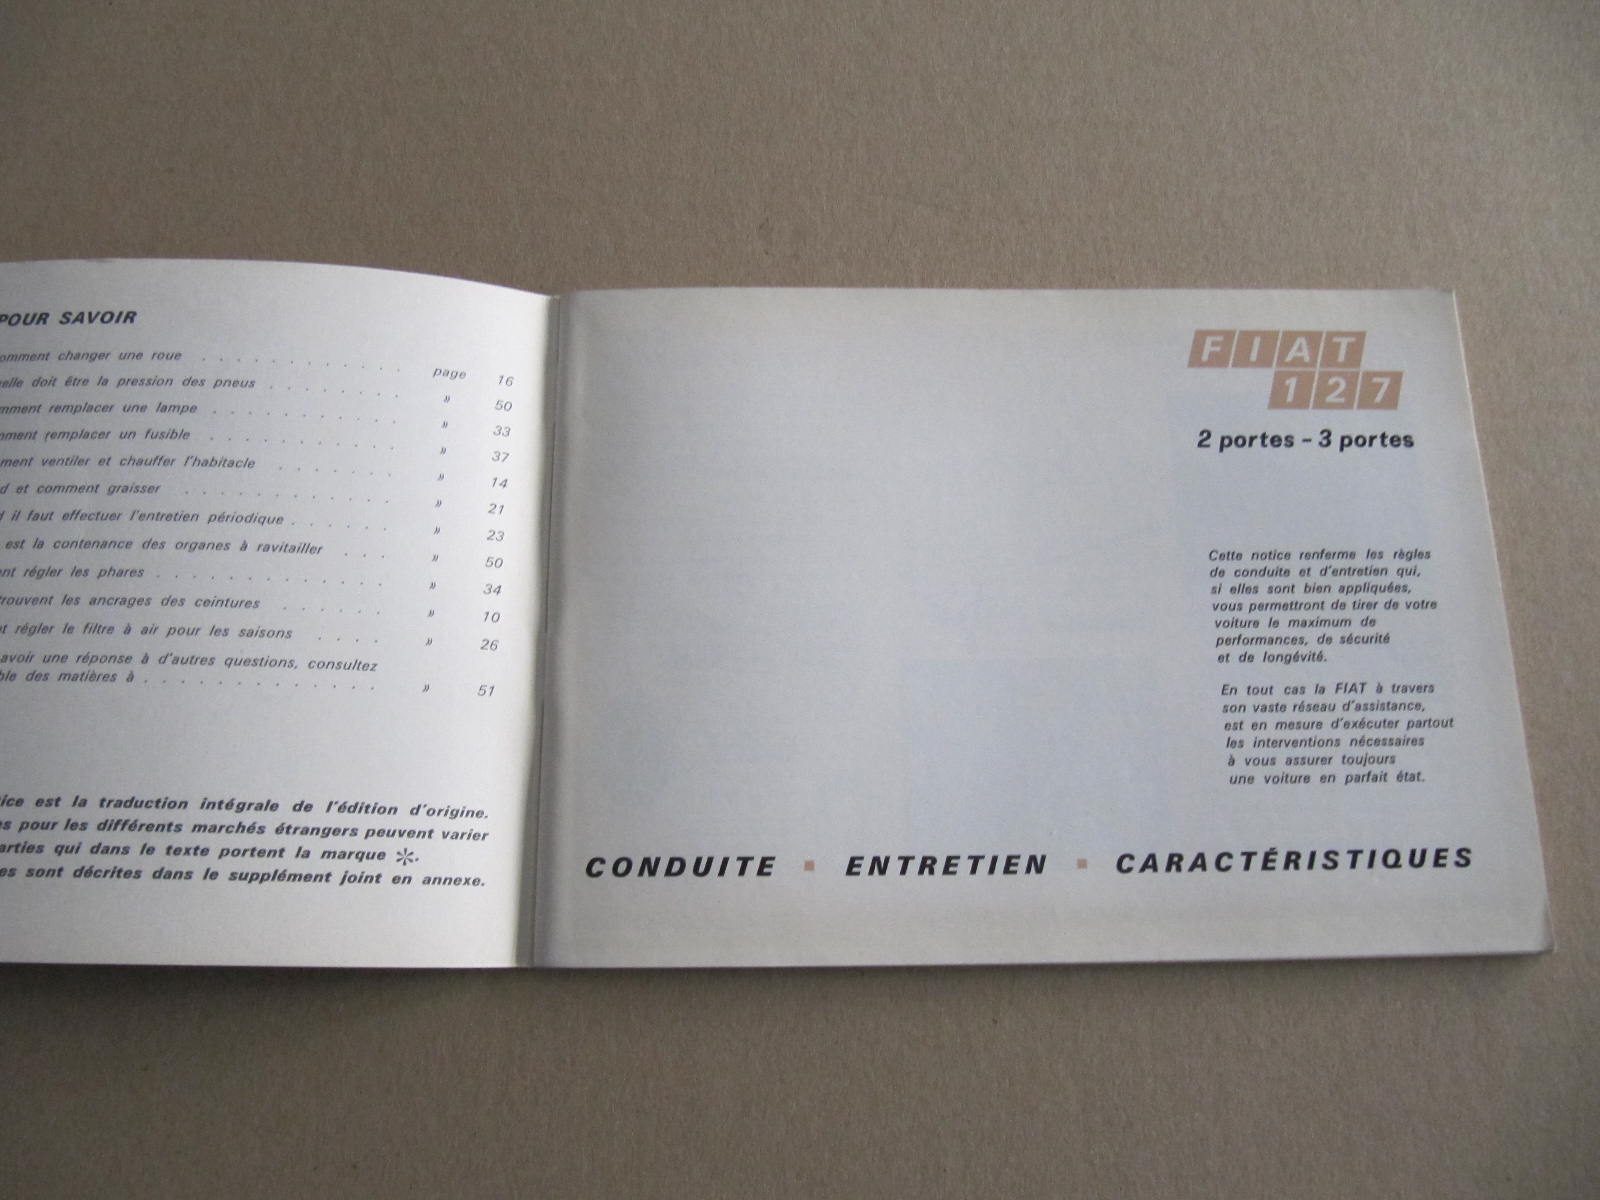 POUR SAVOIR
comment changer une roue . . . . . . . . . . . page 16
elle doit être la pression des pneus . . . . . . . » 50
mment remplacer une lampe . . . . . . . . . . » 33
mment remplacer un fusible . . . . . . . . . . » 37
ment ventiler et chauffer l'habitacle . . . . . . » 14
d et comment graisser . . . . . . . . . . . » 21
d il faut effectuer l'entretien périodique . . . . . . » 23
est la contenance des organes à ravitailler . . . » 50
nt régler les phares . . . . . . . . . . . . . » 34
trouvent les ancrages des ceintures . . . . . . » 10
t régler le filtre à air pour les saisons . . . . » 26
avoir une réponse à d'autres questions, consultez
ble des matières à . . . . . . . . . . . . . » 51
ice est la traduction intégrale de l'édition d'origine.
es pour les différents marchés étrangers peuvent varier
arties qui dans le texte portent la marque ✲.
es sont décrites dans le supplément joint en annexe.
FIAT
127
2 portes - 3 portes
Cette notice renferme les règles
de conduite et d'entretien qui,
si elles sont bien appliquées,
vous permettront de tirer de votre
voiture le maximum de
performances, de sécurité
et de longévité.
En tout cas la FIAT à travers
son vaste réseau d'assistance,
est en mesure d'exécuter partout
les interventions nécessaires
à vous assurer toujours
une voiture en parfait état.
CONDUITE ▪ ENTRETIEN ▪ CARACTÉRISTIQUES